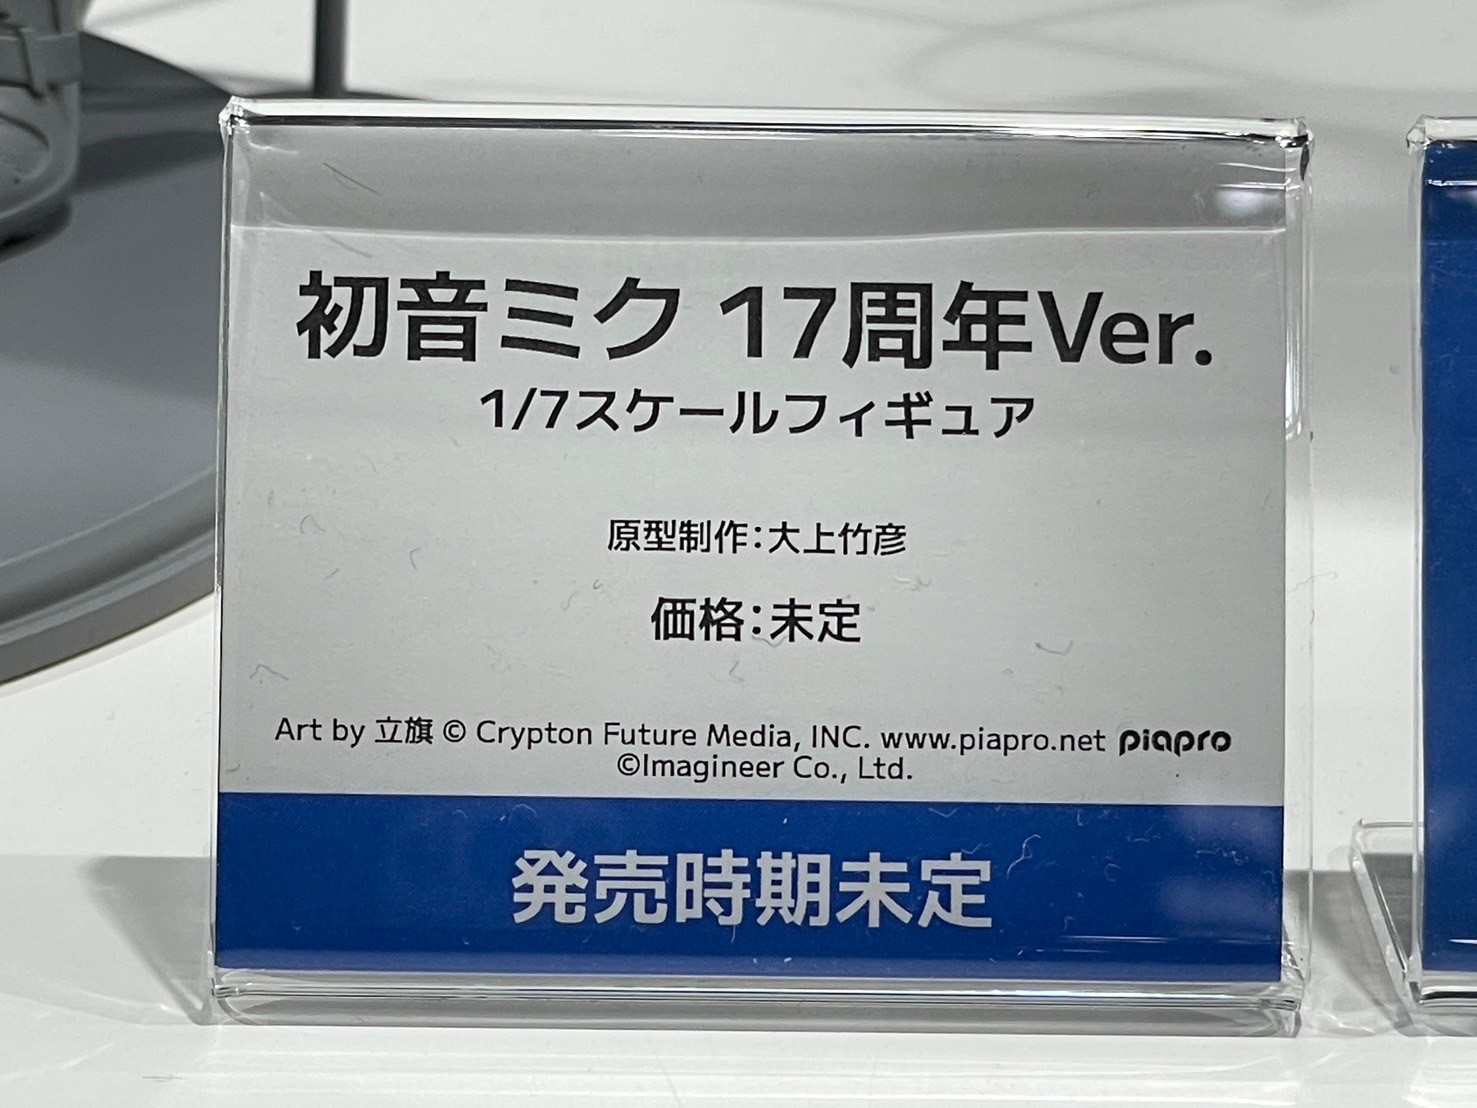 初音ミク 17周年Ver.
1/7スケールフィギュア
原型制作：大上竹彦
価格：未定
Art by 立旗 © Crypton Future Media, INC. www.piapro.net piapro
©Imagineer Co., Ltd.
発売時期未定